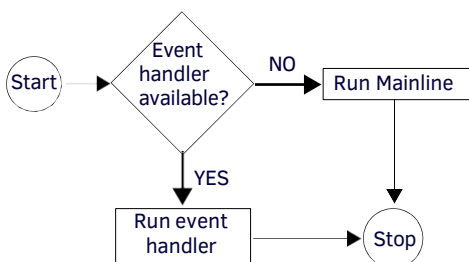 Start
Event
handler
available?
NO
Run Mainline
YES
Run event
handler
Stop